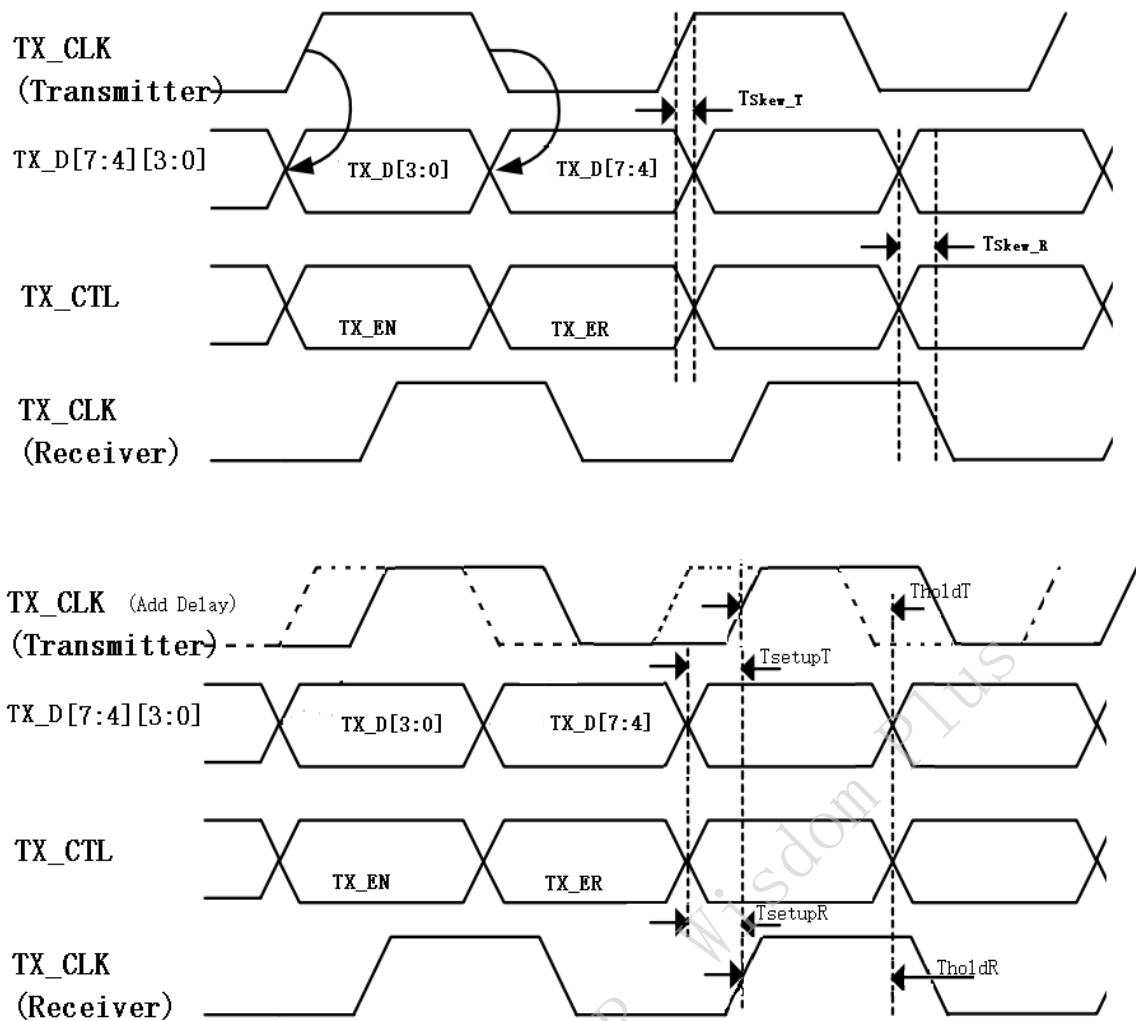 TX_CLK
(Transmitter)
Tskew_T
TX_D[7:4][3:0]
TX_D[3:0]
TX_D[7:4]
Tskew_R
TX_CTL
TX_EN
TX_ER
TX_CLK
(Receiver)
TX_CLK (Add Delay)
(Transmitter)
TholdT
TsetupT
TX_D[7:4][3:0]
TX_D[3:0]
TX_D[7:4]
TX_CTL
TX_EN
TX_ER
TsetupR
TX_CLK
(Receiver)
TholdR
Wisdom Plus